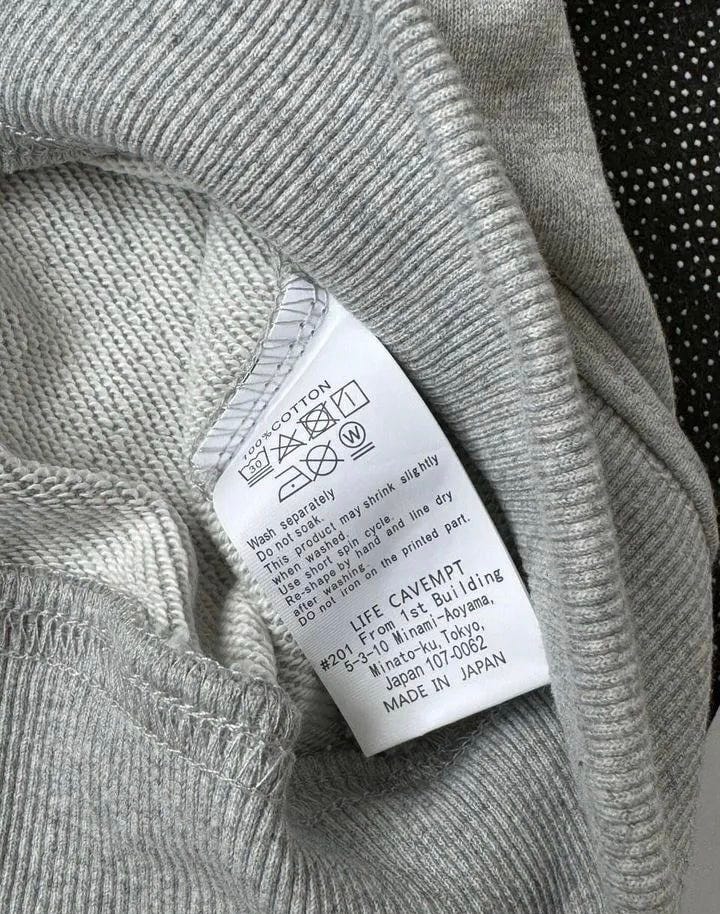 100%COTTON
30
W
Wash separately
Do not soak.
This product may shrink slightly
when washed.
Use short spin cycle.
Re-shape by hand and line dry
after washing.
DO not iron on the printed part.
LIFE CAVEMPT
#201 From 1st Building
5-3-10 Minami-Aoyama,
Minato-ku,Tokyo,
Japan 107-0062
MADE IN JAPAN